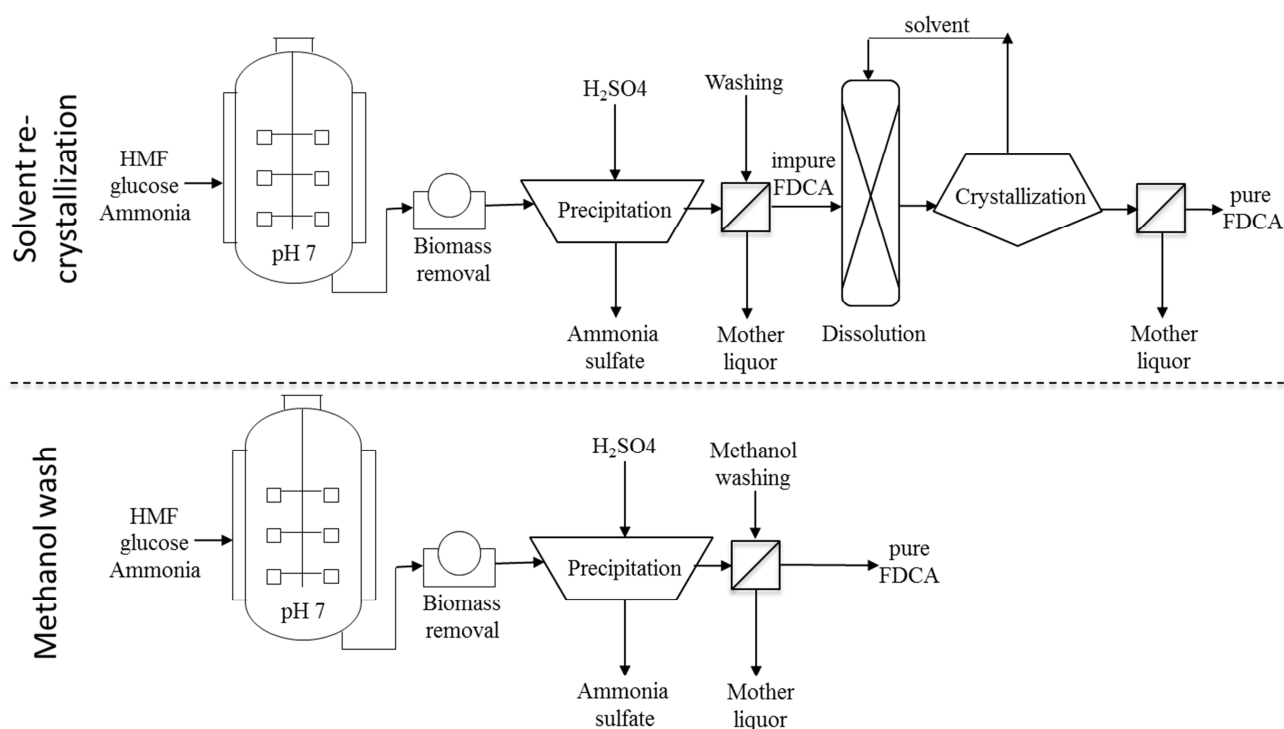 Solvent re-
crystallization
HMF
glucose
Ammonia
pH 7
Biomass
removal
H₂SO4
Precipitation
Ammonia
sulfate
Washing
Mother
liquor
impure
FDCA
Dissolution
solvent
Crystallization
Mother
liquor
pure
FDCA
Methanol wash
HMF
glucose
Ammonia
pH 7
Biomass
removal
H₂SO4
Precipitation
Ammonia
sulfate
Methanol
washing
Mother
liquor
pure
FDCA